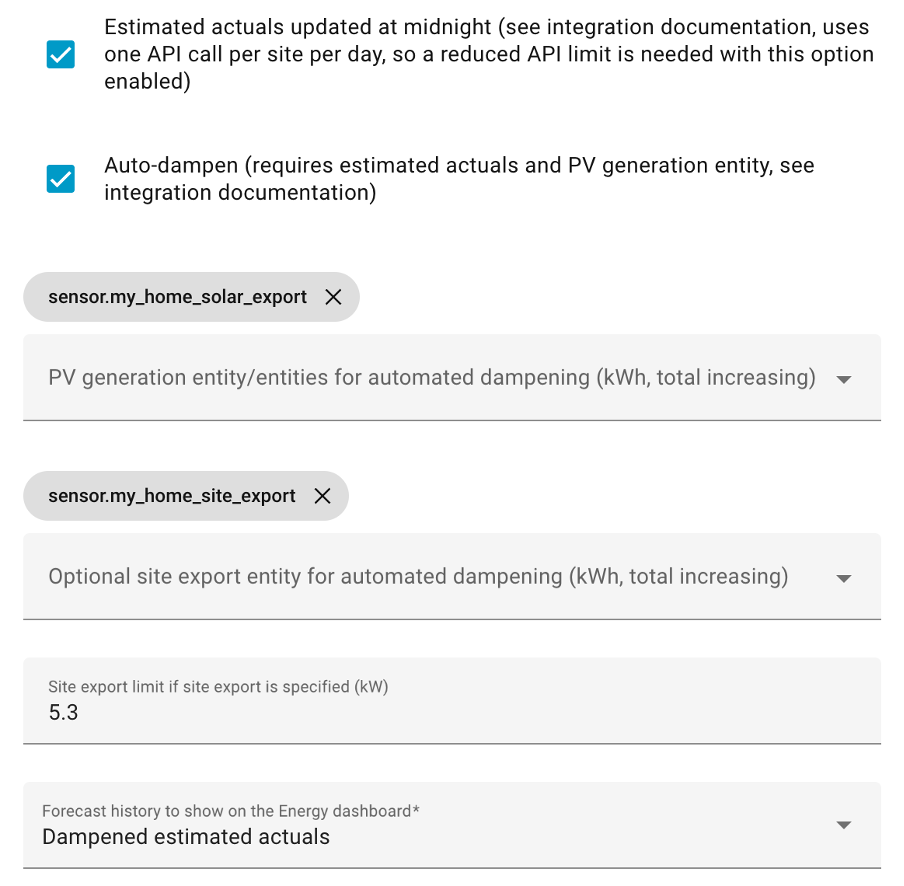 Estimated actuals updated at midnight (see integration documentation, uses
one API call per site per day, so a reduced API limit is needed with this option
enabled)
Auto-dampen (requires estimated actuals and PV generation entity, see
integration documentation)
sensor.my_home_solar_export
PV generation entity/entities for automated dampening (kWh, total increasing)
sensor.my_home_site_export
Optional site export entity for automated dampening (kWh, total increasing)
Site export limit if site export is specified (kW)
5.3
Forecast history to show on the Energy dashboard*
Dampened estimated actuals